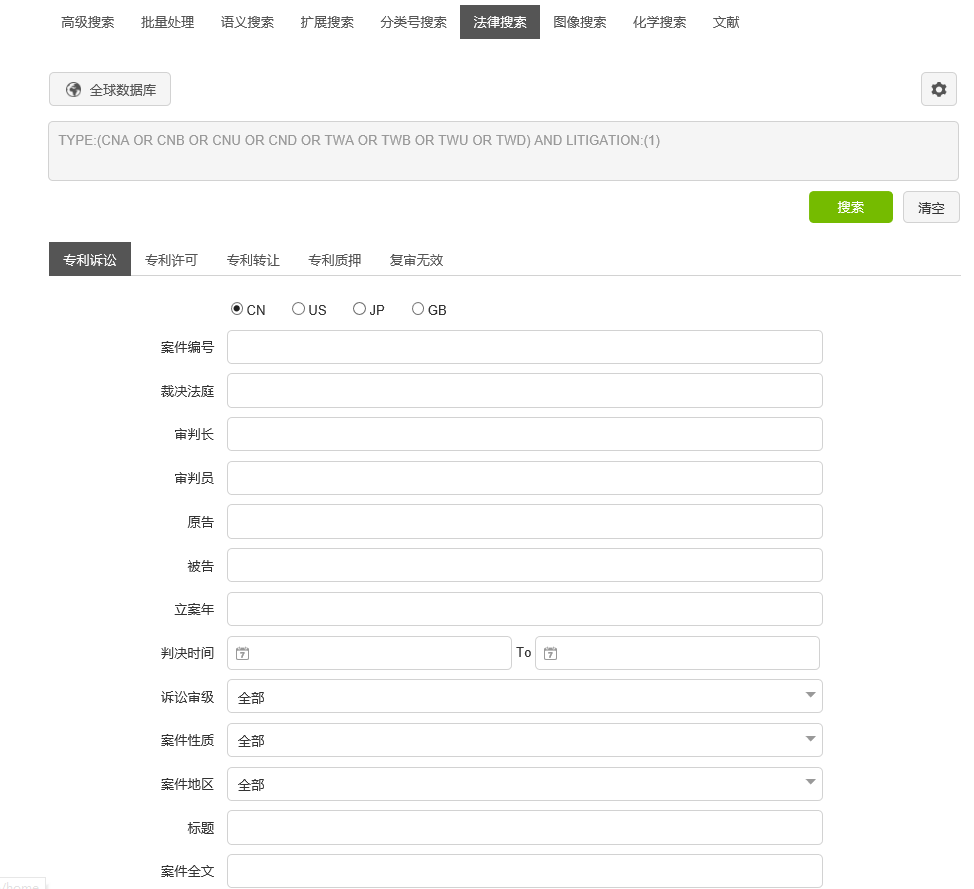 高级搜索 批量处理 语义搜索 扩展搜索 分类号搜索 法律搜索 图像搜索 化学搜索 文献
全球数据库
TYPE:(CNA OR CNB OR CNU OR CND OR TWA OR TWB OR TWU OR TWD) AND LITIGATION:(1)
搜索 清空
专利诉讼 专利许可 专利转让 专利质押 复审无效
CN US JP GB
案件编号
裁决法庭
审判长
审判员
原告
被告
立案年
判决时间 7 To 7
诉讼审级 全部
案件性质 全部
案件地区 全部
标题
案件全文
/home